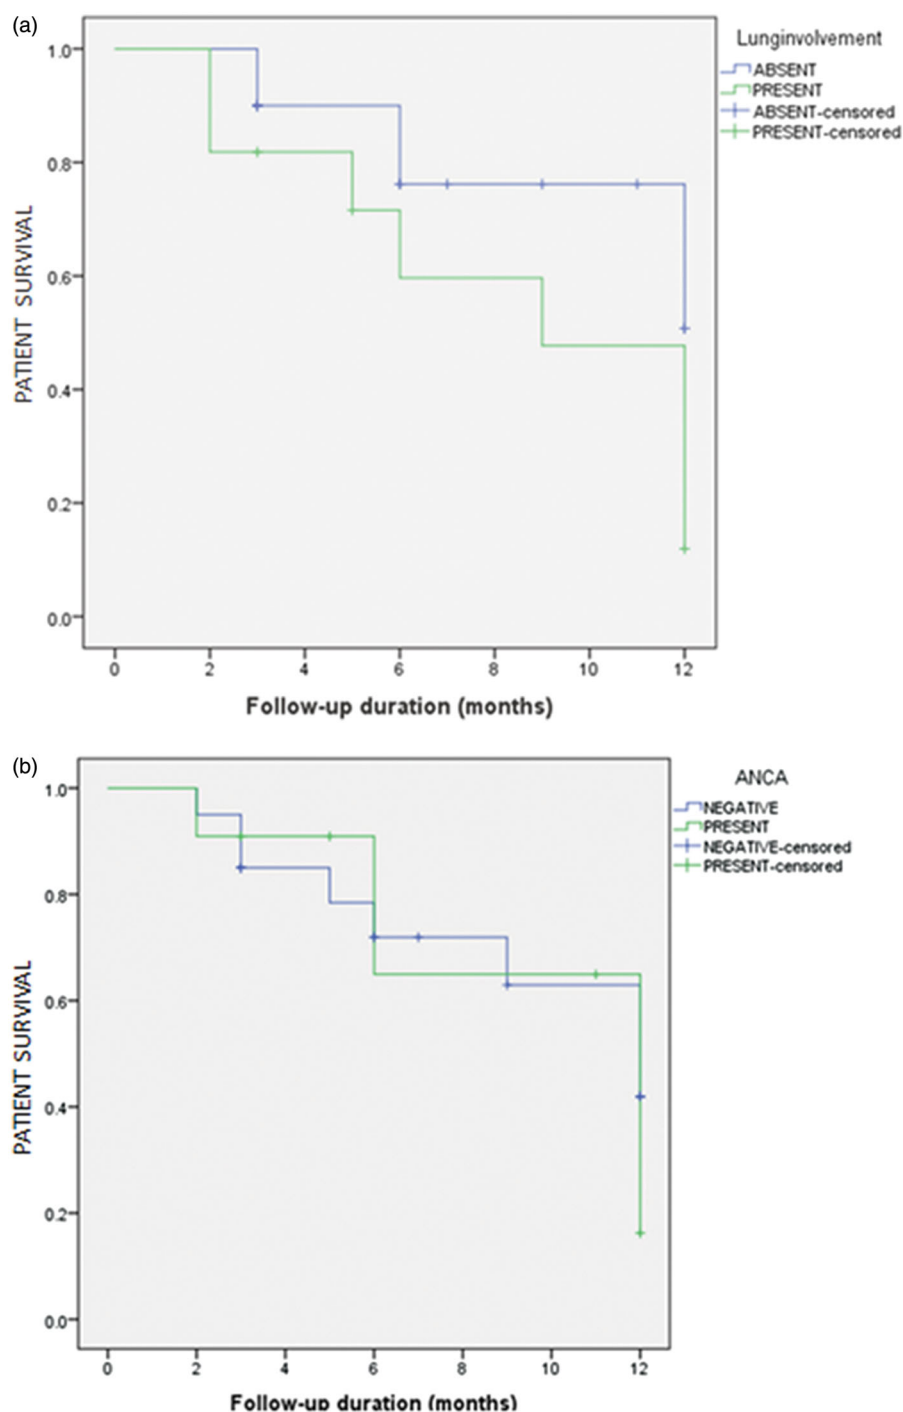 (a)
Lunginvolvement
ABSENT
PRESENT
ABSENT-censored
PRESENT-censored
PATIENT SURVIVAL
1.0
0.8
0.6
0.4
0.2
0.0
0 2 4 6 8 10 12
Follow-up duration (months)
(b)
ANCA
NEGATIVE
PRESENT
NEGATIVE-censored
PRESENT-censored
PATIENT SURVIVAL
1.0
0.8
0.6
0.4
0.2
0.0
0 2 4 6 8 10 12
Follow-up duration (months)